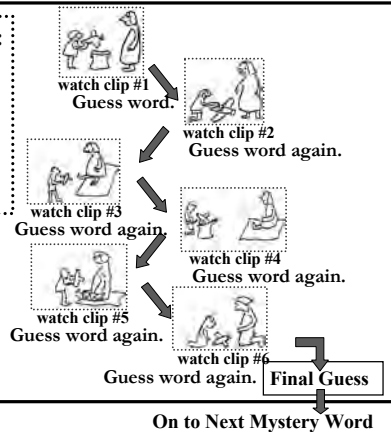 watch clip #1
Guess word.
watch clip #2
Guess word again.
watch clip #3
Guess word again.
watch clip #4
Guess word again.
watch clip #5
Guess word again.
watch clip #6
Guess word again.
Final Guess
On to Next Mystery Word